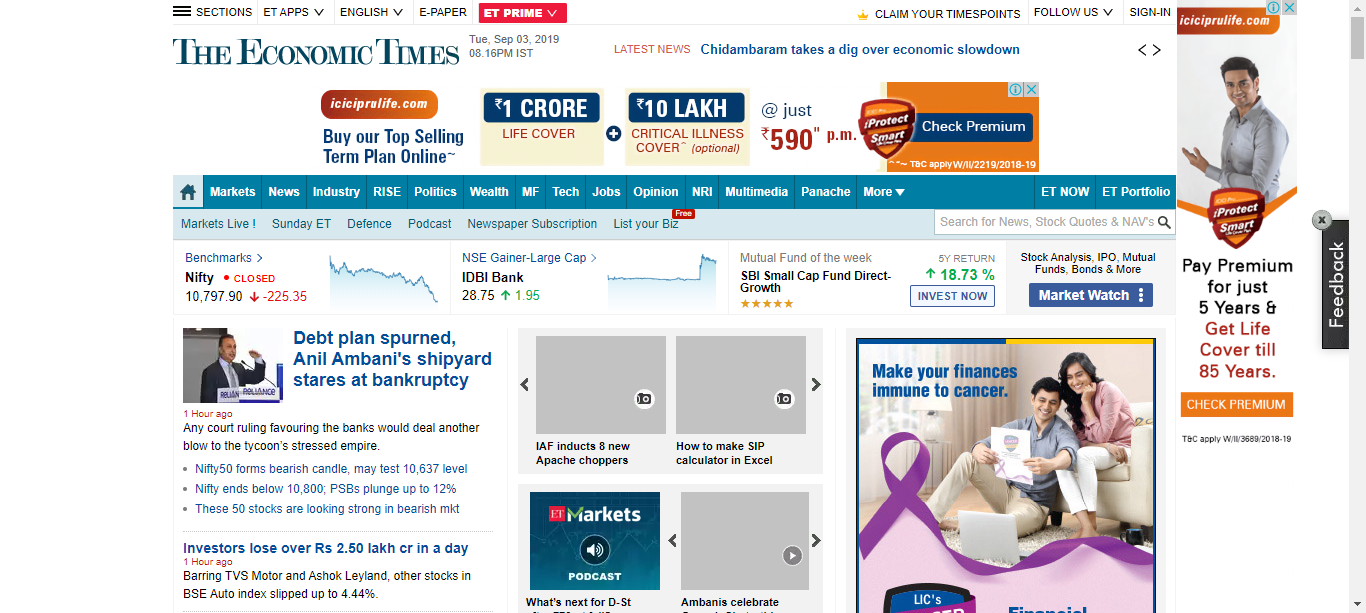 SECTIONS ET APPS ENGLISH E-PAPER ET PRIME CLAIM YOUR TIMESPOINTS FOLLOW US SIGN-IN
THE ECONOMIC TIMES
Tue, Sep 03, 2019
08.16PM IST
LATEST NEWS Chidambaram takes a dig over economic slowdown
iciciprulife.com
Buy our Top Selling
Term Plan Online~
₹1 CRORE
LIFE COVER
₹10 LAKH
CRITICAL ILLNESS
COVER^ (optional)
@ just
₹590" p.m.
iProtect
Smart
Check Premium
T&C apply W/II/2219/2018-19
Markets News Industry RISE Politics Wealth MF Tech Jobs Opinion NRI Multimedia Panache More ET NOW ET Portfolio
Markets Live ! Sunday ET Defence Podcast Newspaper Subscription List your Biz Free
Search for News, Stock Quotes & NAV's
Benchmarks >
Nifty • CLOSED
10,797.90 ↓ -225.35
NSE Gainer-Large Cap >
IDBI Bank
28.75 ↑ 1.95
Mutual Fund of the week
SBI Small Cap Fund Direct-
Growth
★★★★★
5Y RETURN
↑ 18.73 %
INVEST NOW
Stock Analysis, IPO, Mutual
Funds, Bonds & More
Market Watch
Debt plan spurned,
Anil Ambani's shipyard
stares at bankruptcy
RELIAN RELIANCE
1 Hour ago
Any court ruling favouring the banks would deal another
blow to the tycoon's stressed empire.
• Nifty50 forms bearish candle, may test 10,637 level
• Nifty ends below 10,800; PSBs plunge up to 12%
• These 50 stocks are looking strong in bearish mkt
Investors lose over Rs 2.50 lakh cr in a day
1 Hour ago
Barring TVS Motor and Ashok Leyland, other stocks in
BSE Auto index slipped up to 4.44%.
IAF inducts 8 new
Apache choppers
How to make SIP
calculator in Excel
ET Markets
PODCAST
What's next for D-St
Ambanis celebrate
Make your finances
immune to cancer.
LIC's
Financial
iciciprulife.com
iProtect
Smart
Pay Premium
for just
5 Years &
Get Life
Cover till
85 Years.
CHECK PREMIUM
T&C apply W/II/3689/2018-19
x
Feedback